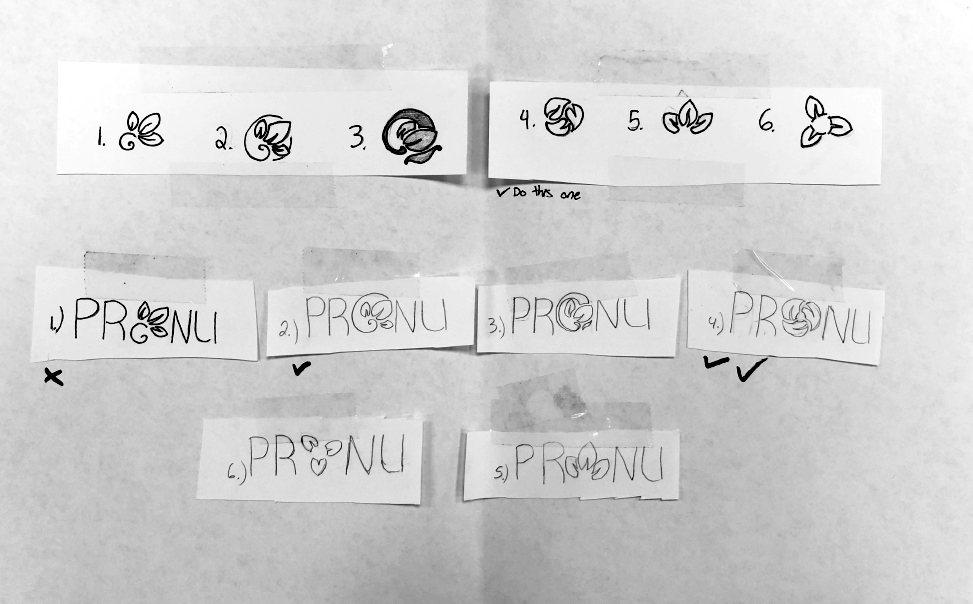 1.
2.
3.
4.
5.
6.
✓ Do this one
1.) PR NU
2.) PR NU
3.) PR NU
4.) PR NU
6.) PR NU
5.) PR NU